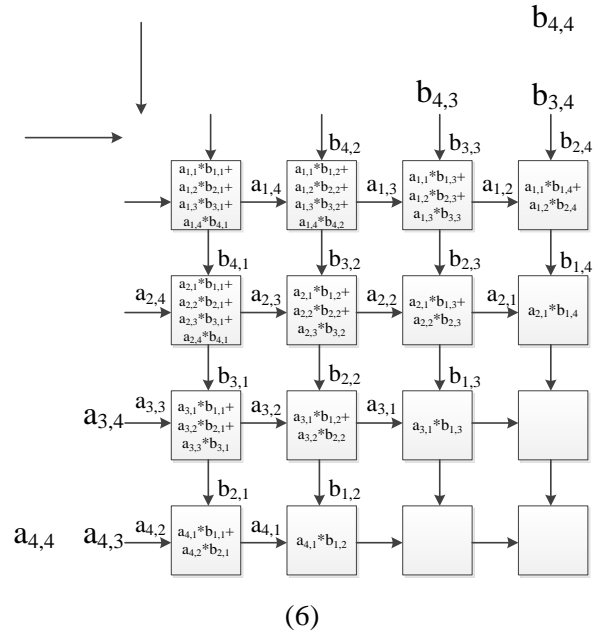 b4,4
b4,3 b3,4
b4,2 b3,3 b2,4
a1,1*b1,1+
a1,2*b2,1+
a1,3*b3,1+
a1,4*b4,1
a1,4
a1,1*b1,2+
a1,2*b2,2+
a1,3*b3,2+
a1,4*b4,2
a1,3
a1,1*b1,3+
a1,2*b2,3+
a1,3*b3,3
a1,2
a1,1*b1,4+
a1,2*b2,4
b4,1 b3,2 b2,3 b1,4
a2,4
a2,1*b1,1+
a2,2*b2,1+
a2,3*b3,1+
a2,4*b4,1
a2,3
a2,1*b1,2+
a2,2*b2,2+
a2,3*b3,2
a2,2
a2,1*b1,3+
a2,2*b2,3
a2,1
a2,1*b1,4
b3,1 b2,2 b1,3
a3,4 a3,3
a3,1*b1,1+
a3,2*b2,1+
a3,3*b3,1
a3,2
a3,1*b1,2+
a3,2*b2,2
a3,1
a3,1*b1,3
b2,1 b1,2
a4,4 a4,3 a4,2
a4,1*b1,1+
a4,2*b2,1
a4,1
a4,1*b1,2
(6)